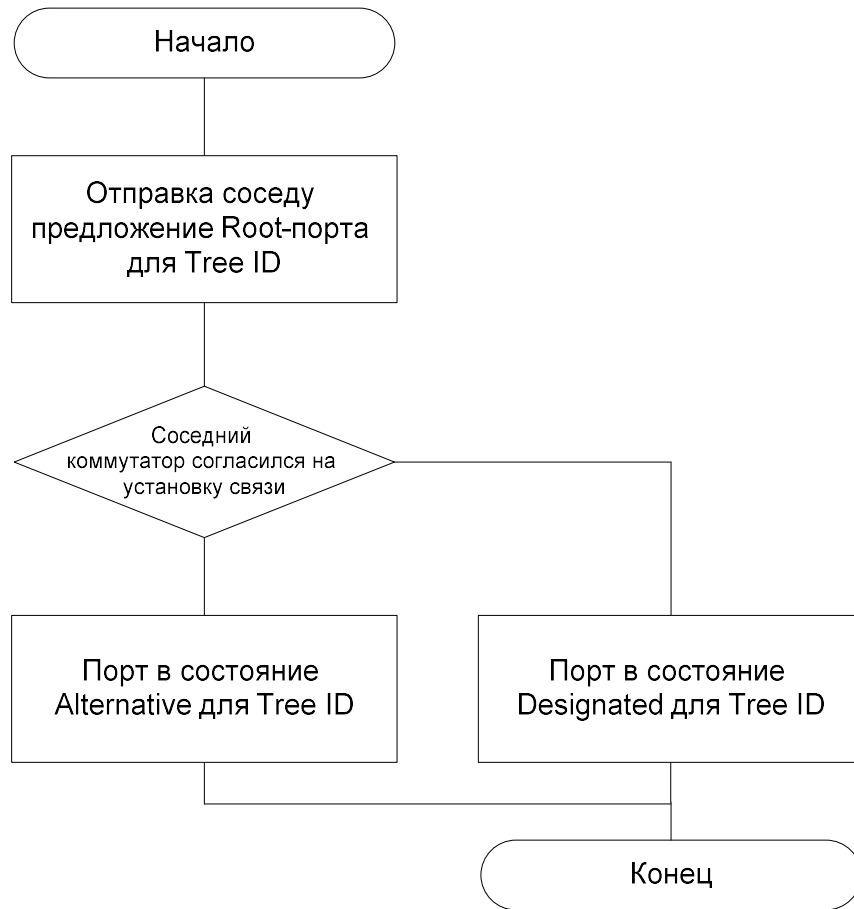 Начало
Отправка соседу
предложение Root-порта
для Tree ID
Соседний
коммутатор согласился на
установку связи
Порт в состояние
Alternative для Tree ID
Порт в состояние
Designated для Tree ID
Конец